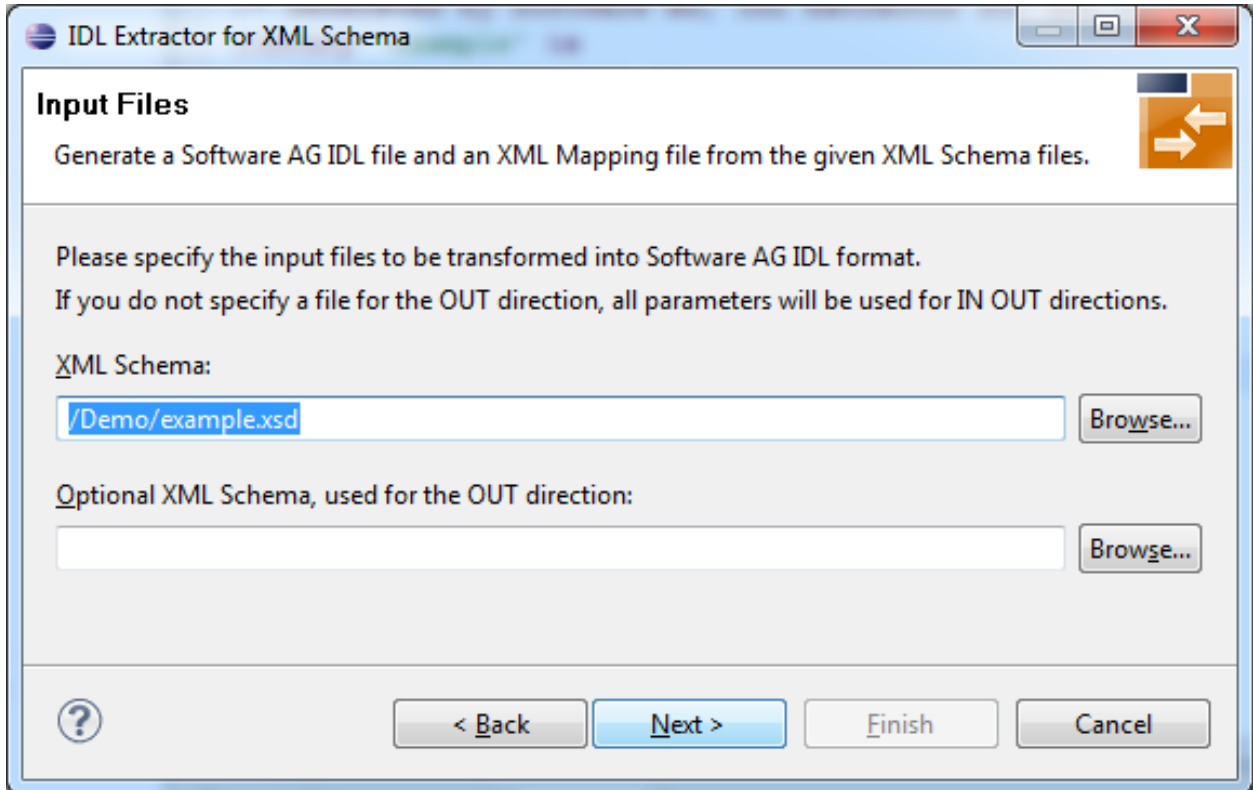 IDL Extractor for XML Schema
Input Files
Generate a Software AG IDL file and an XML Mapping file from the given XML Schema files.
Please specify the input files to be transformed into Software AG IDL format.
If you do not specify a file for the OUT direction, all parameters will be used for IN OUT directions.
XML Schema:
/Demo/example.xsd Browse...
Optional XML Schema, used for the OUT direction:
Browse...
? < Back Next > Finish Cancel